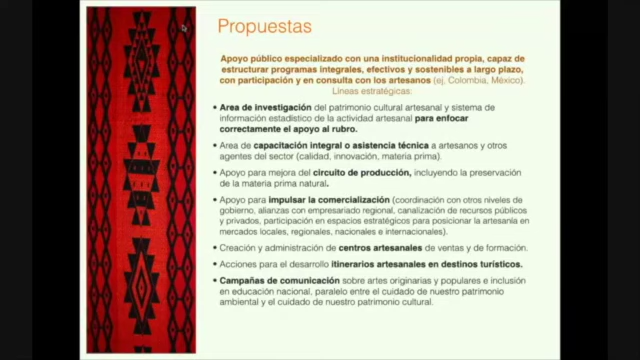 Propuestas
Apoyo público especializado con una institucionalidad propia, capaz de
estructurar programas integrales, efectivos y sostenibles a largo plazo,
con participación y en consulta con los artesanos (ej. Colombia, México).
Líneas estratégicas:
• Area de investigación del patrimonio cultural artesanal y sistema de
información estadistico de la actividad artesanal para enfocar
correctamente el apoyo al rubro.
• Area de capacitación integral o asistencia técnica a artesanos y otros
agentes del sector (calidad, innovación, materia prima).
• Apoyo para mejora del circuito de producción, incluyendo la preservación
de la materia prima natural.
• Apoyo para impulsar la comercialización (coordinación con otros niveles de
gobierno, alianzas con empresariado regional, canalización de recursos públicos
y privados, participación en espacios estratégicos para posicionar la artesanía en
mercados locales, regionales, nacionales e internacionales).
• Creación y administración de centros artesanales de ventas y de formación.
• Acciones para el desarrollo itinerarios artesanales en destinos turísticos.
• Campañas de comunicación sobre artes originarias y populares e inclusión
en educación nacional, paralelo entre el cuidado de nuestro patrimonio
ambiental y el cuidado de nuestro patrimonio cultural.